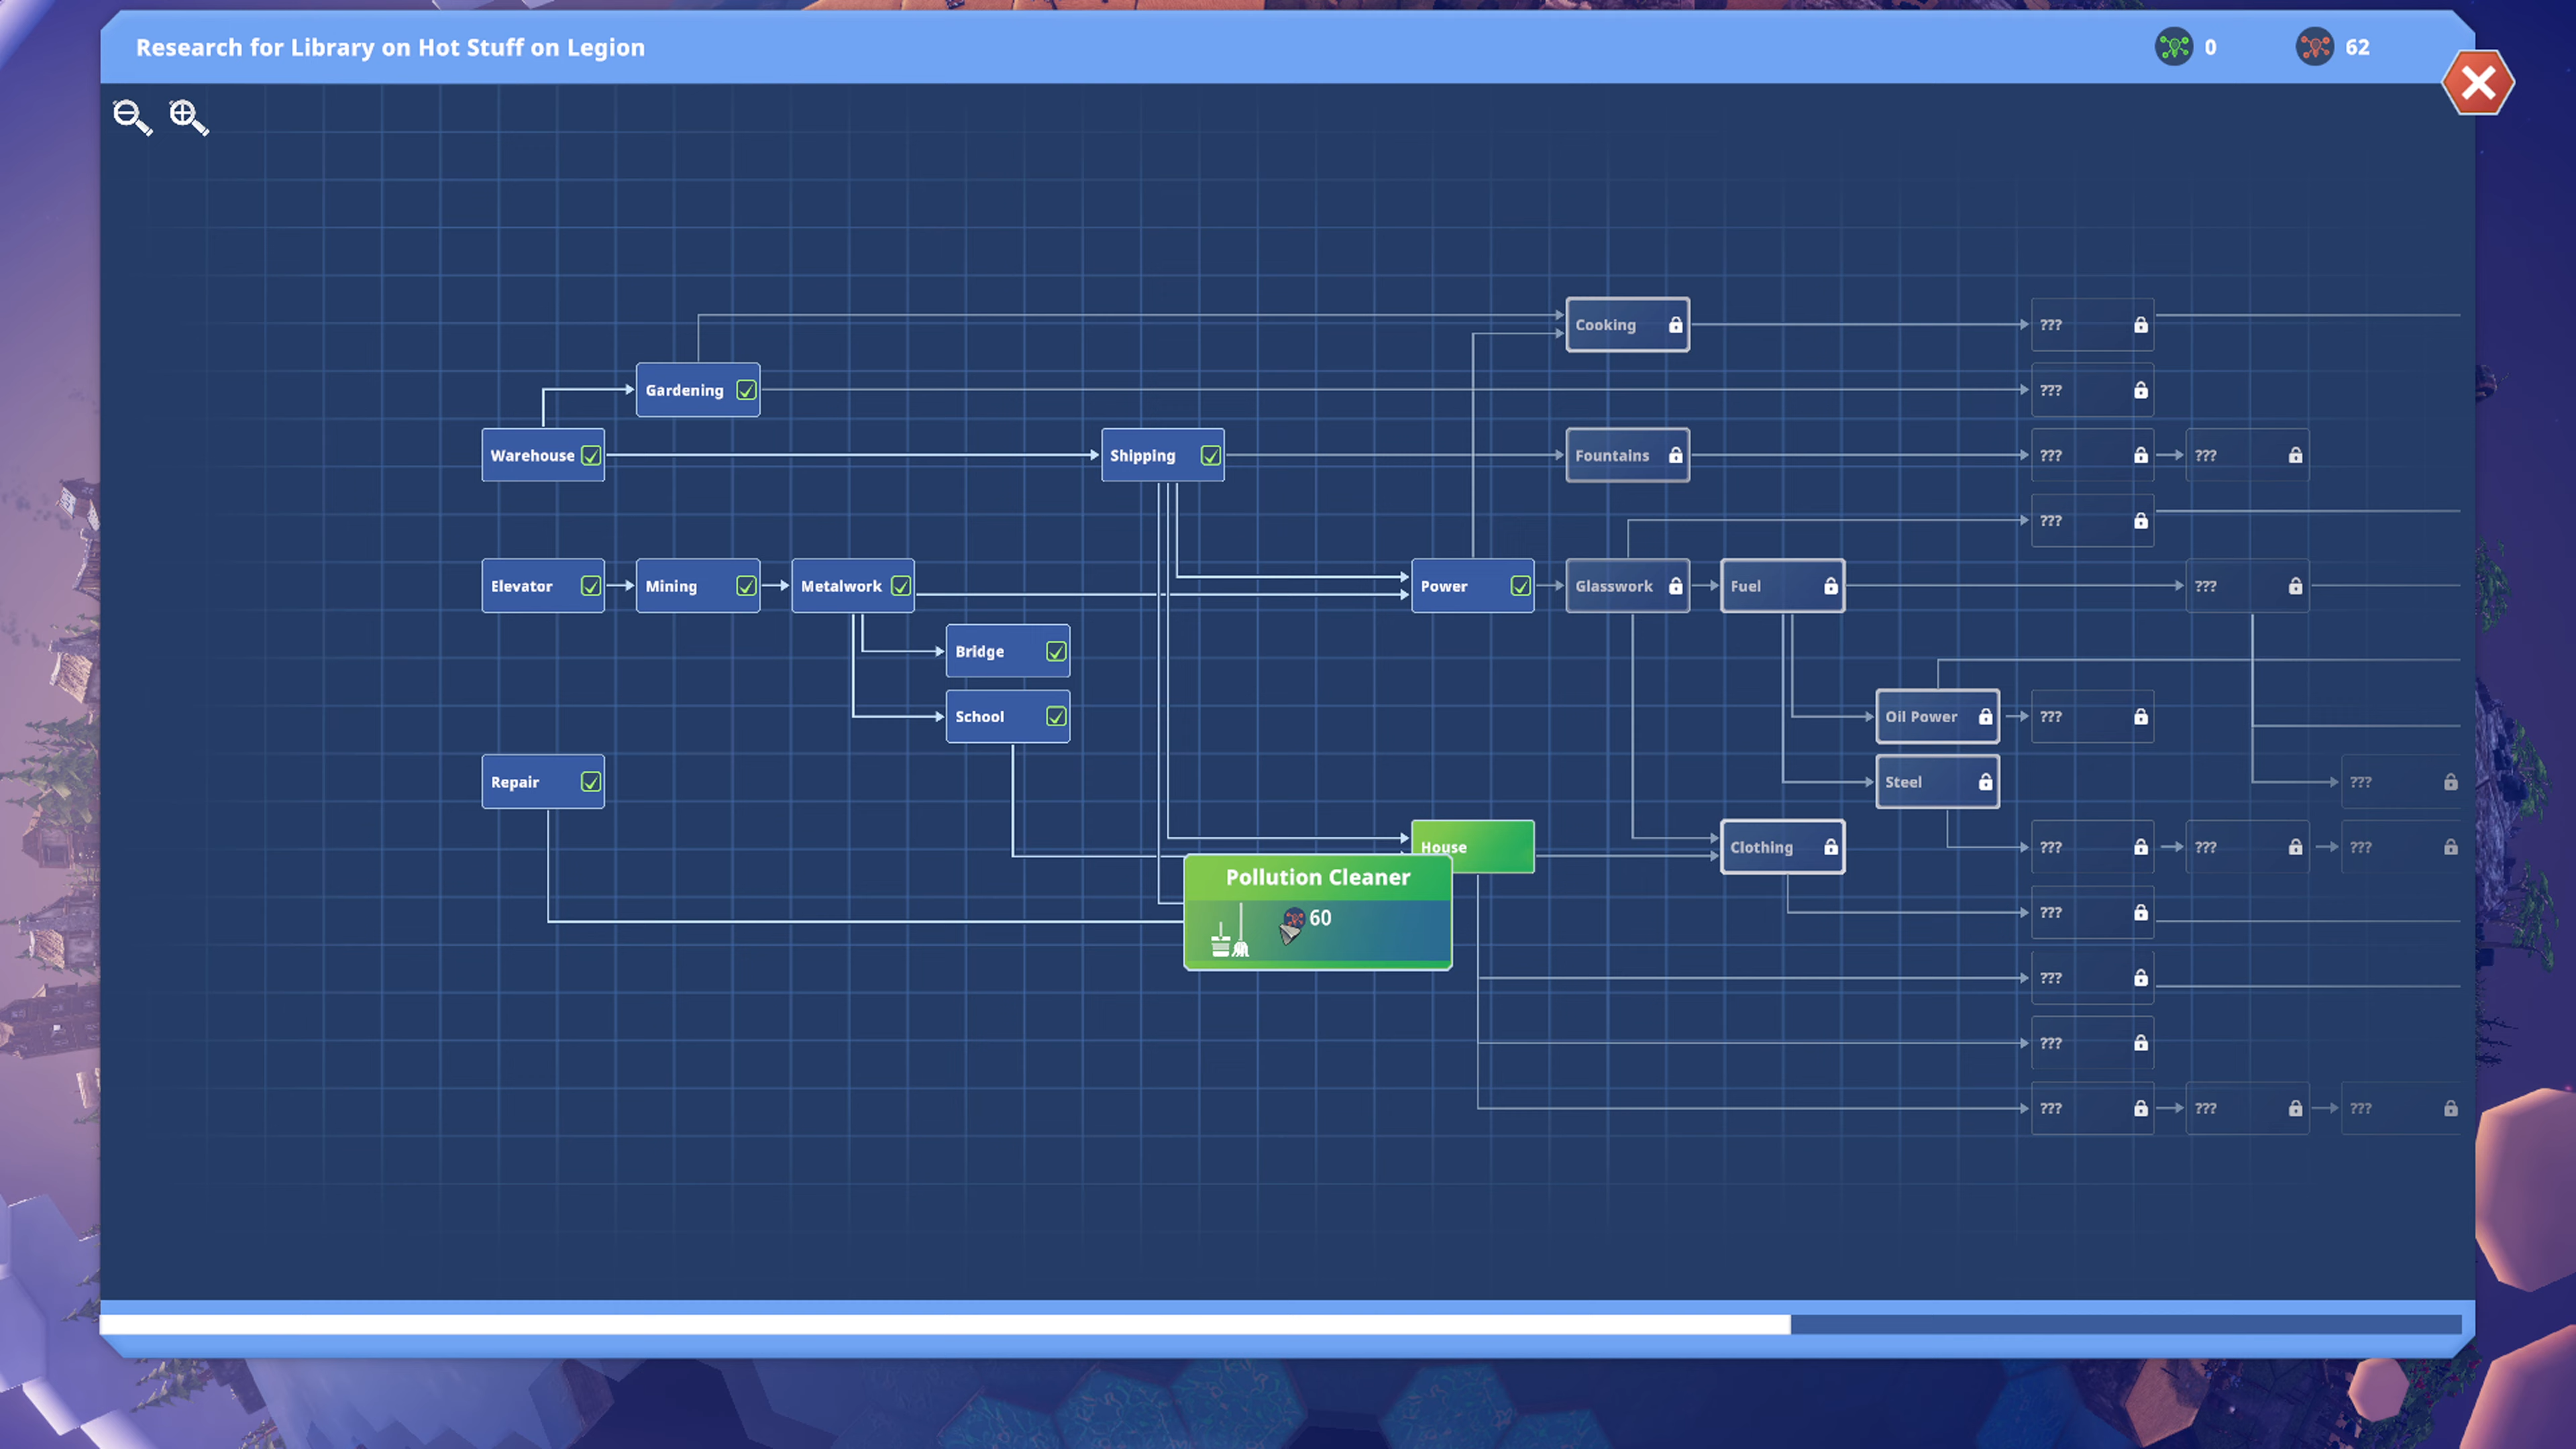 Research for Library on Hot Stuff on Legion
0
62
Cooking
???
Gardening
???
Warehouse
Shipping
Fountains
???
???
???
Elevator
Mining
Metalwork
Power
Glasswork
Fuel
???
Bridge
School
Oil Power
???
Repair
Steel
???
House
Clothing
???
???
???
Pollution Cleaner
60
???
???
???
???
???
???